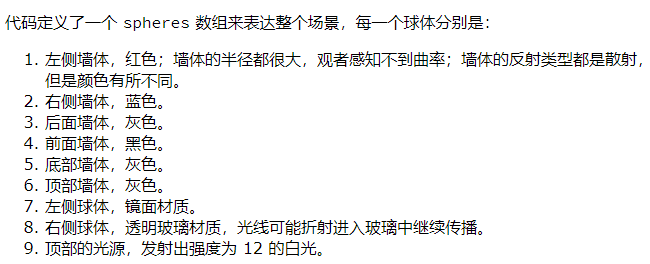 代码定义了一个 spheres 数组来表达整个场景，每一个球体分别是：
1. 左侧墙体，红色；墙体的半径都很大，观者感知不到曲率；墙体的反射类型都是散射，
但是颜色有所不同。
2. 右侧墙体，蓝色。
3. 后面墙体，灰色。
4. 前面墙体，黑色。
5. 底部墙体，灰色。
6. 顶部墙体，灰色。
7. 左侧球体，镜面材质。
8. 右侧球体，透明玻璃材质，光线可能折射进入玻璃中继续传播。
9. 顶部的光源，发射出强度为 12 的白光。